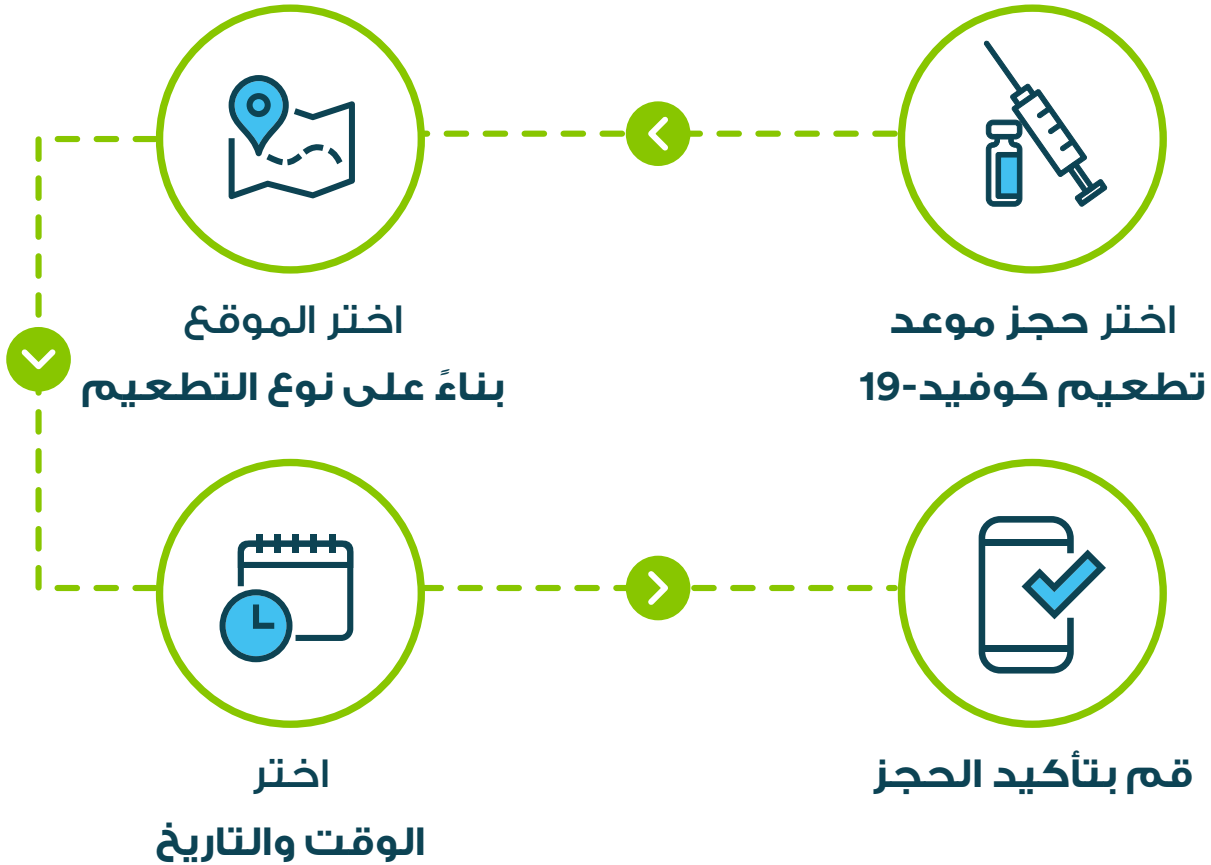 اختر حجز موعد
تطعيم كوفيد-19
اختر الموقع
بناءً على نوع التطعيم
اختر
الوقت والتاريخ
قم بتأكيد الحجز